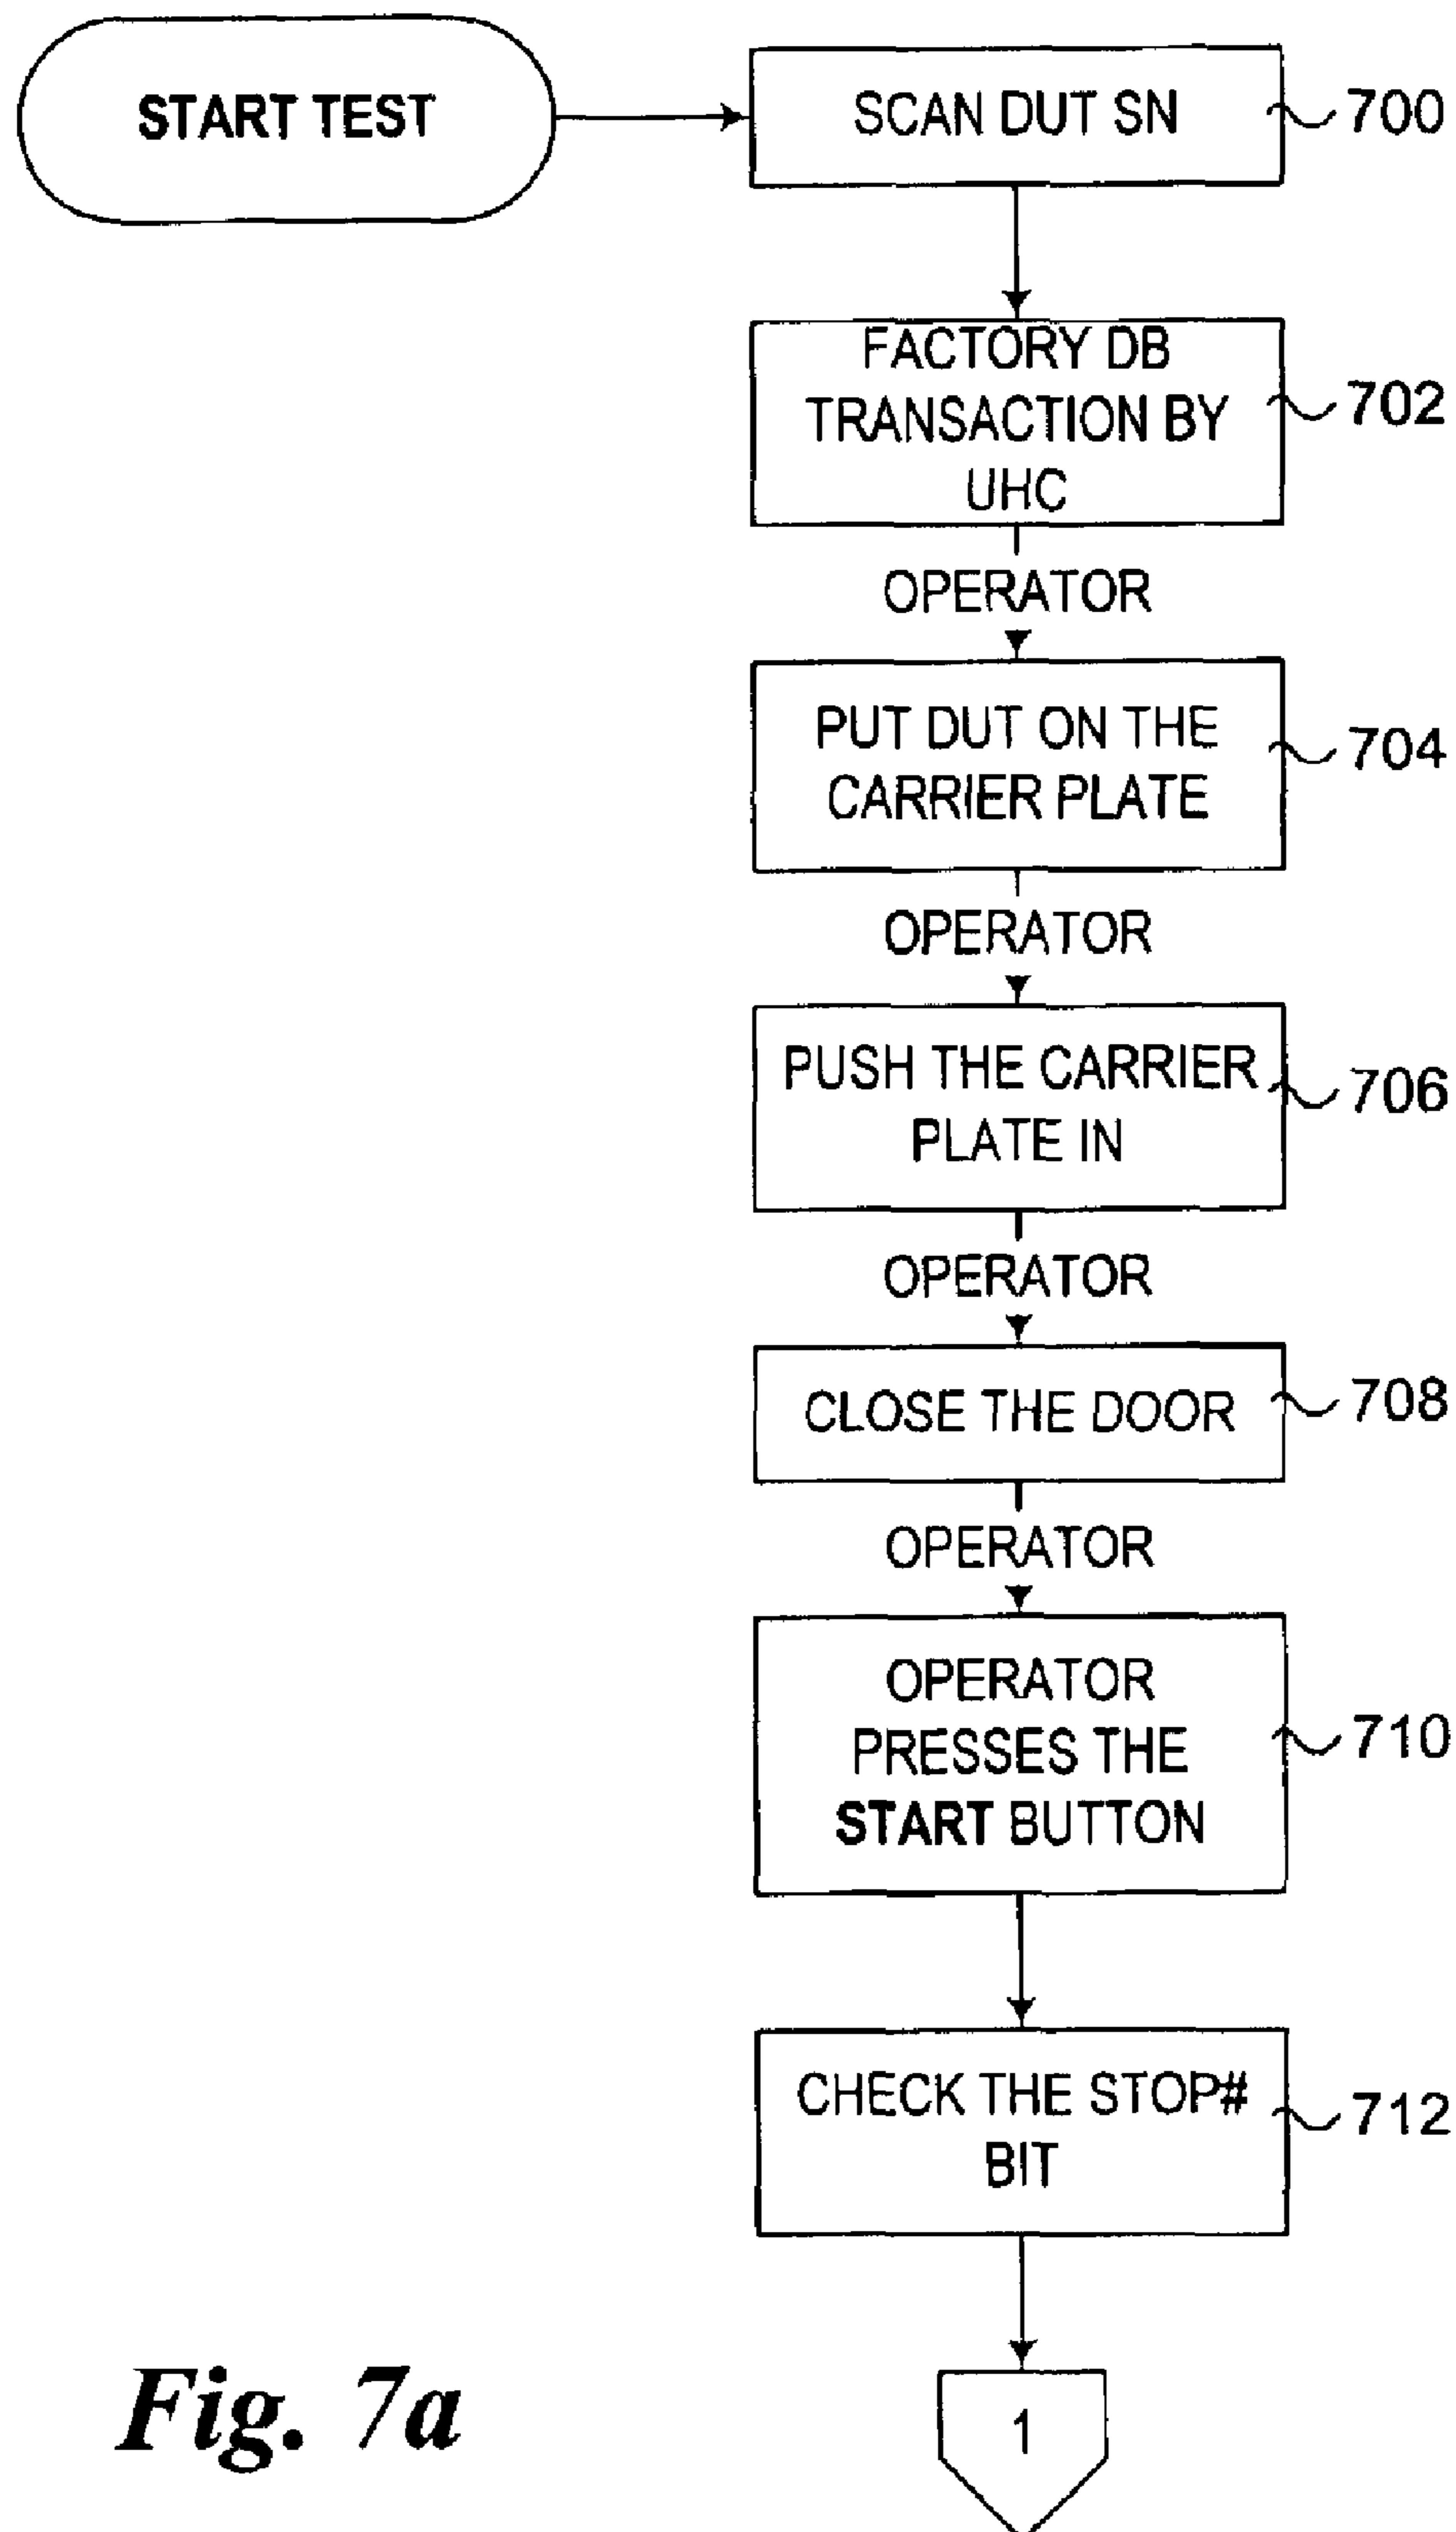 START TEST
SCAN DUT SN
700
FACTORY DB
TRANSACTION BY
UHC
702
OPERATOR
PUT DUT ON THE
CARRIER PLATE
704
OPERATOR
PUSH THE CARRIER
PLATE IN
706
OPERATOR
CLOSE THE DOOR
708
OPERATOR
OPERATOR
PRESSES THE
START BUTTON
710
CHECK THE STOP#
BIT
712
1
Fig. 7a